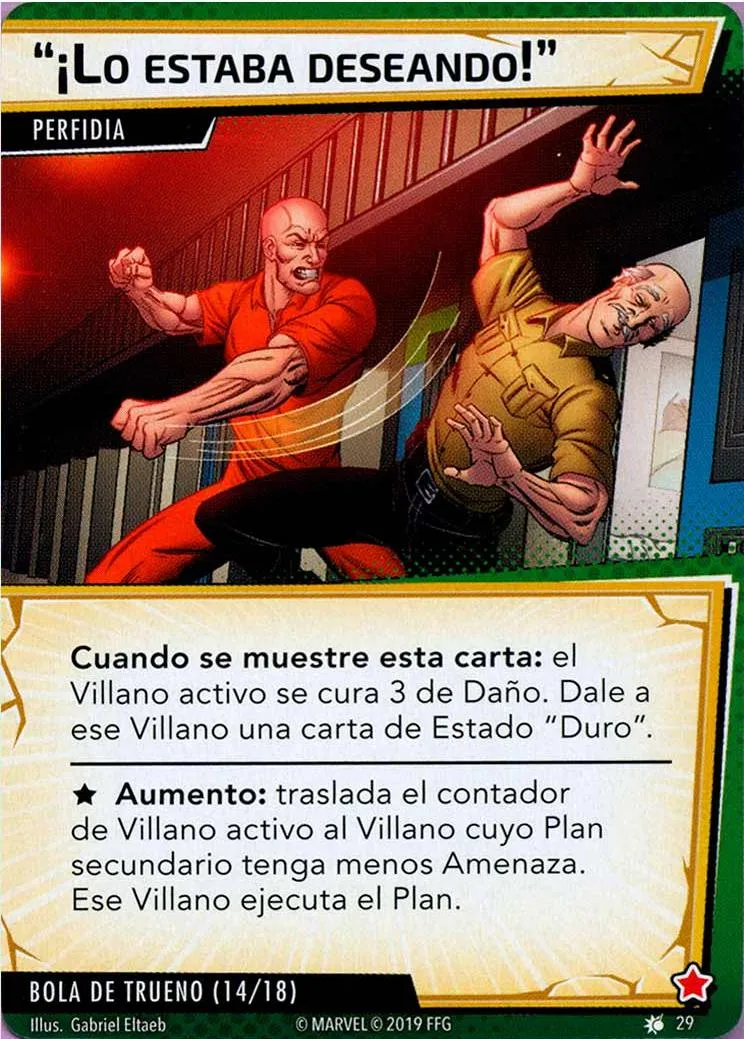 “¡Lo estaba deseando!”
PERFIDIA
Cuando se muestre esta carta: el
Villano activo se cura 3 de Daño. Dale a
ese Villano una carta de Estado “Duro”.
★ Aumento: traslada el contador
de Villano activo al Villano cuyo Plan
secundario tenga menos Amenaza.
Ese Villano ejecuta el Plan.
BOLA DE TRUENO (14/18)
Illus. Gabriel Eltaeb
© MARVEL © 2019 FFG
29